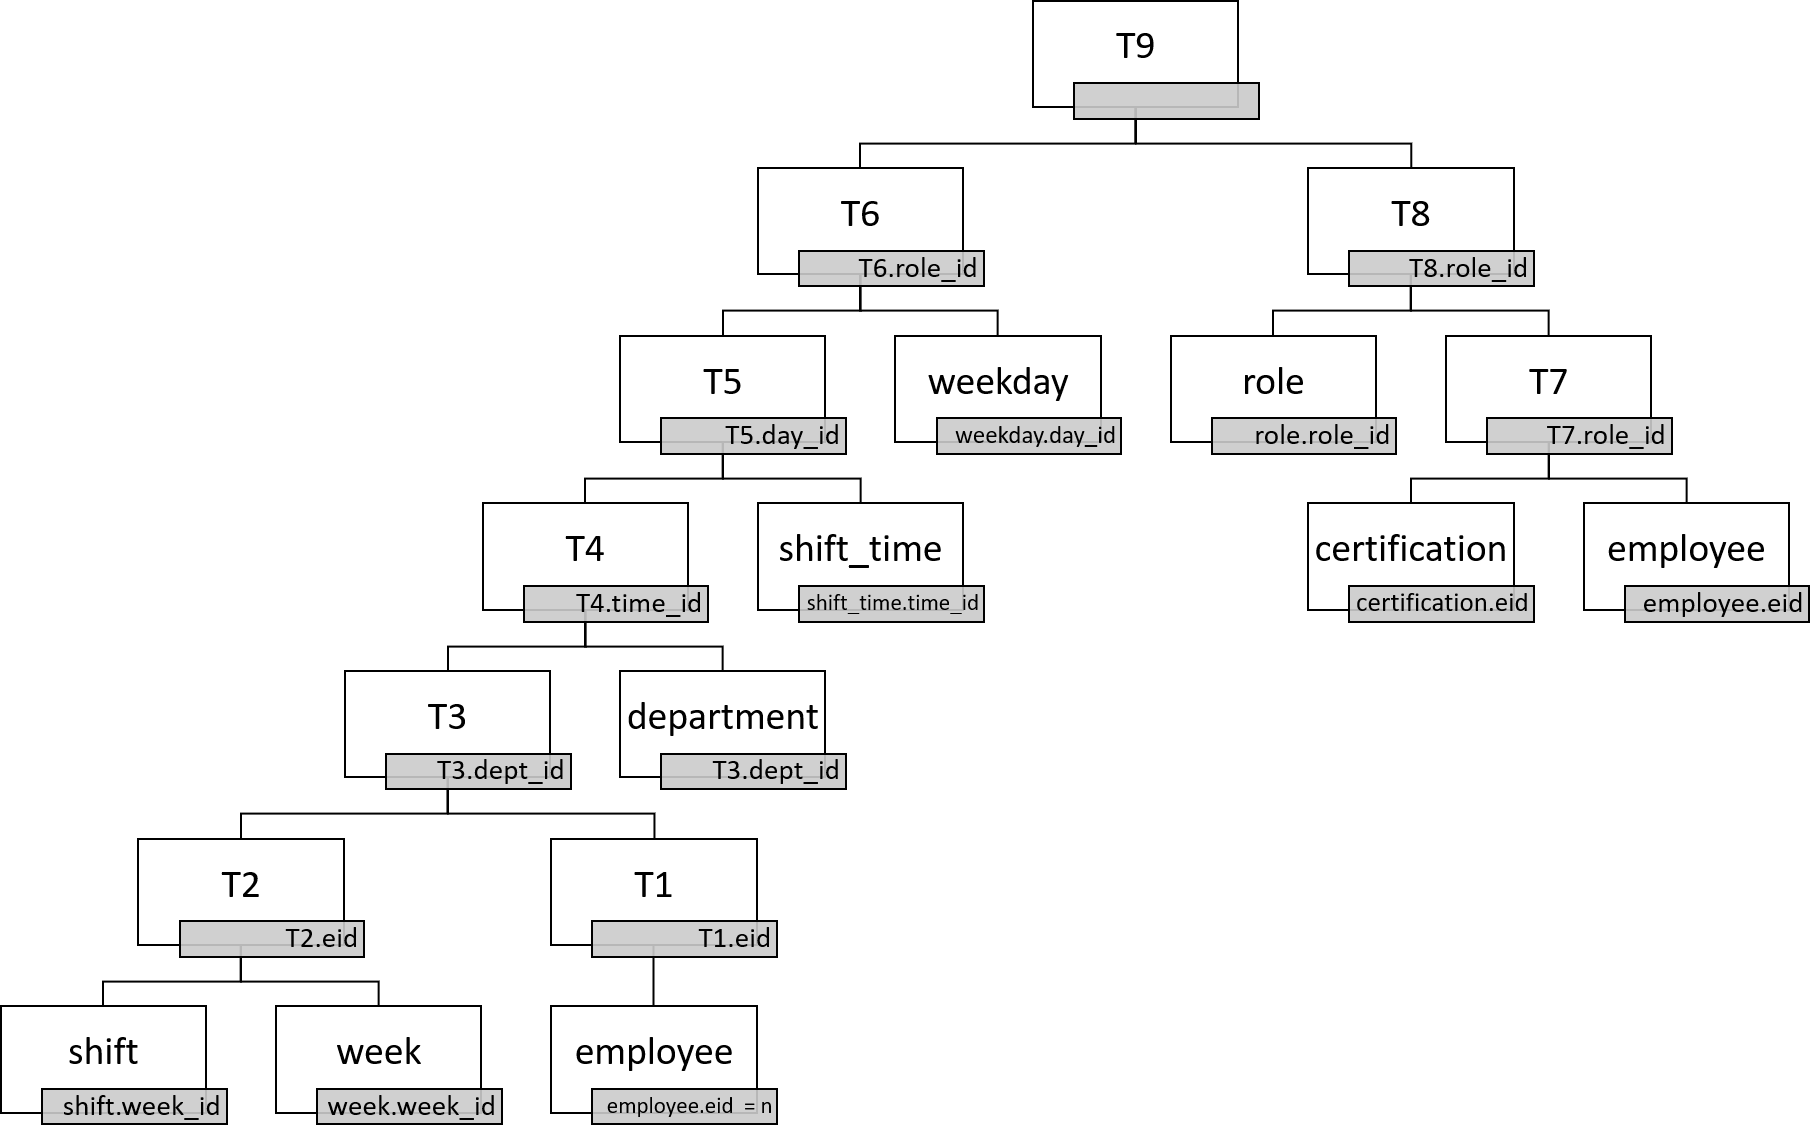 T9
T6
T6.role_id
T8
T8.role_id
T5
T5.day_id
weekday
weekday.day_id
role
role.role_id
T7
T7.role_id
T4
T4.time_id
shift_time
shift_time.time_id
certification
certification.eid
employee
employee.eid
T3
T3.dept_id
department
T3.dept_id
T2
T2.eid
T1
T1.eid
shift
shift.week_id
week
week.week_id
employee
employee.eid = n